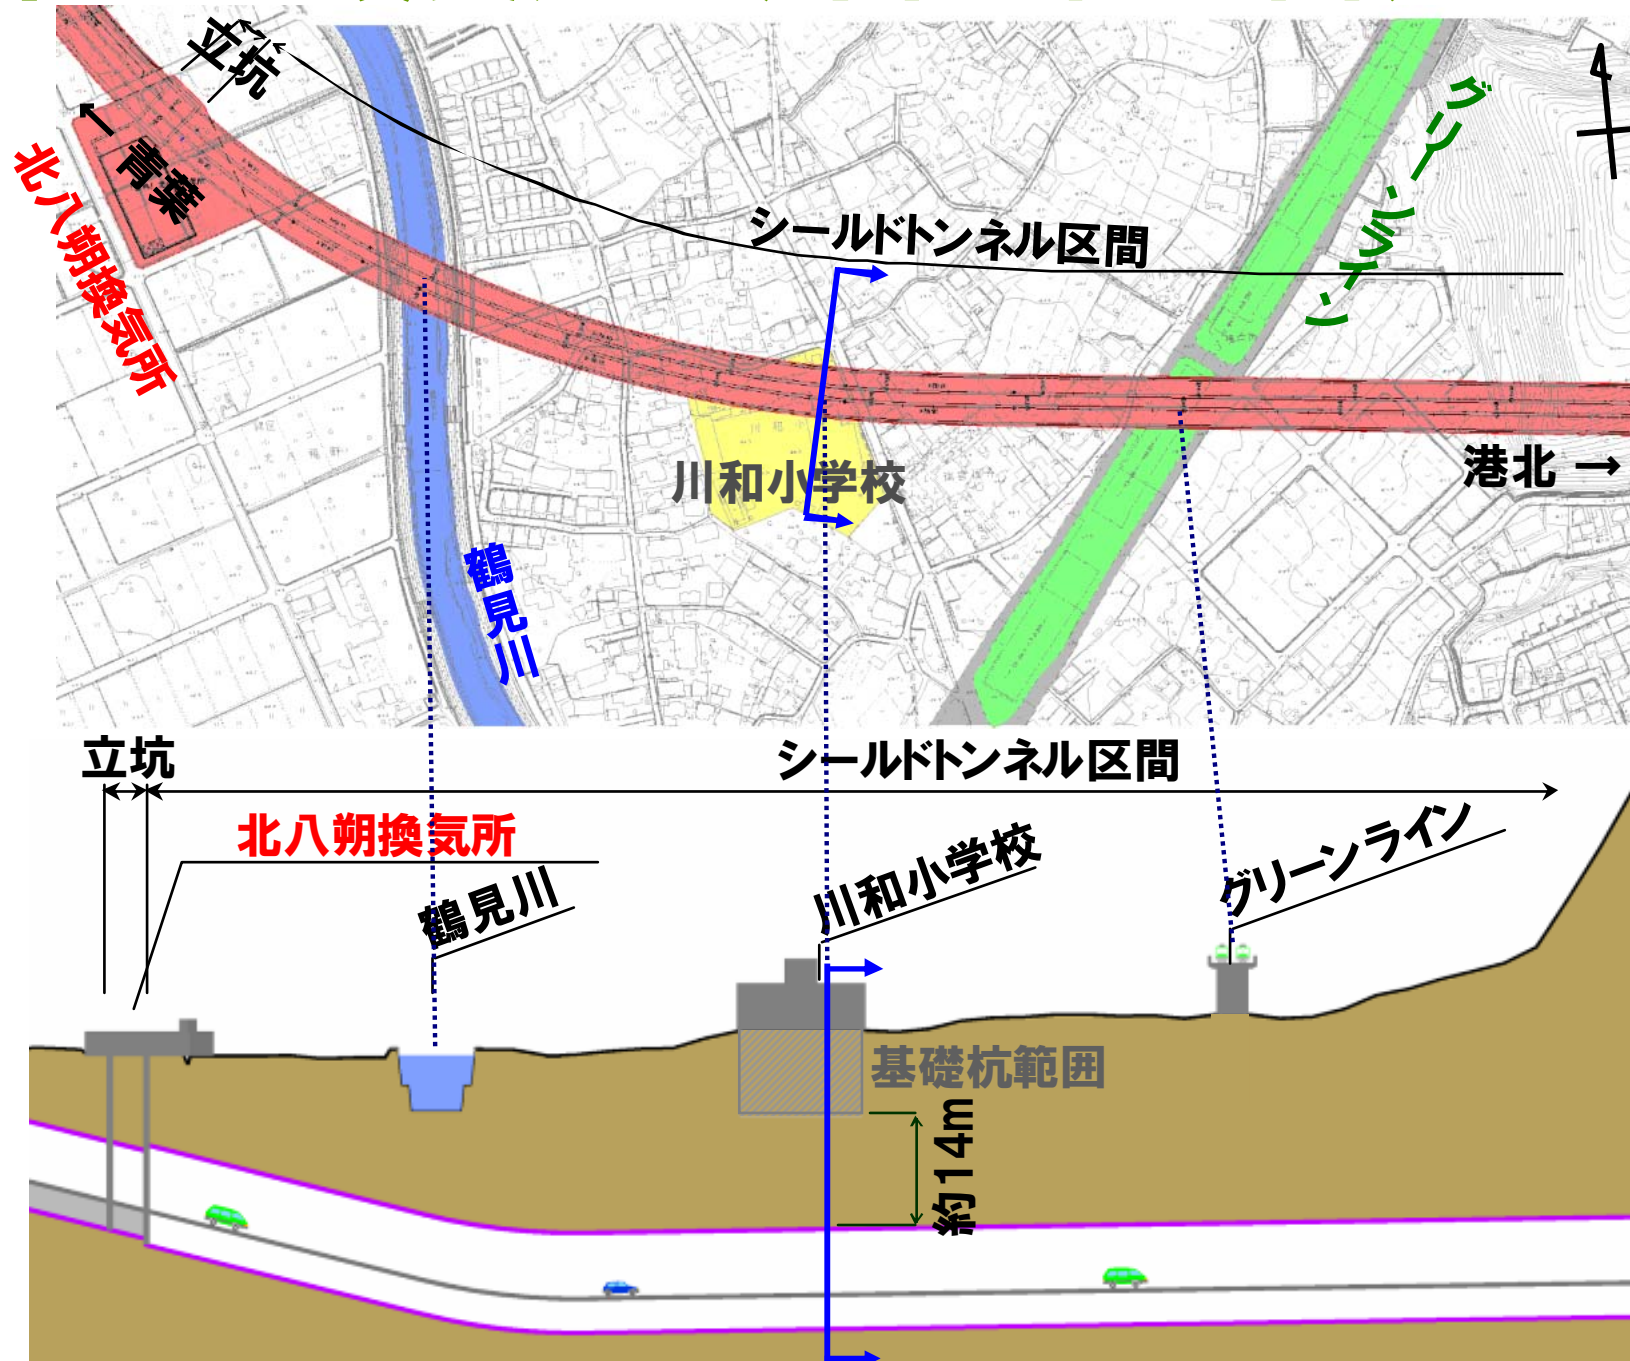 立坑
← 青葉
北八朔換気所
シールドトンネル区間
グリーンライン
川和小学校
港北 →
鶴見川
立坑
シールドトンネル区間
北八朔換気所
鶴見川
川和小学校
グリーンライン
基礎杭範囲
約14m